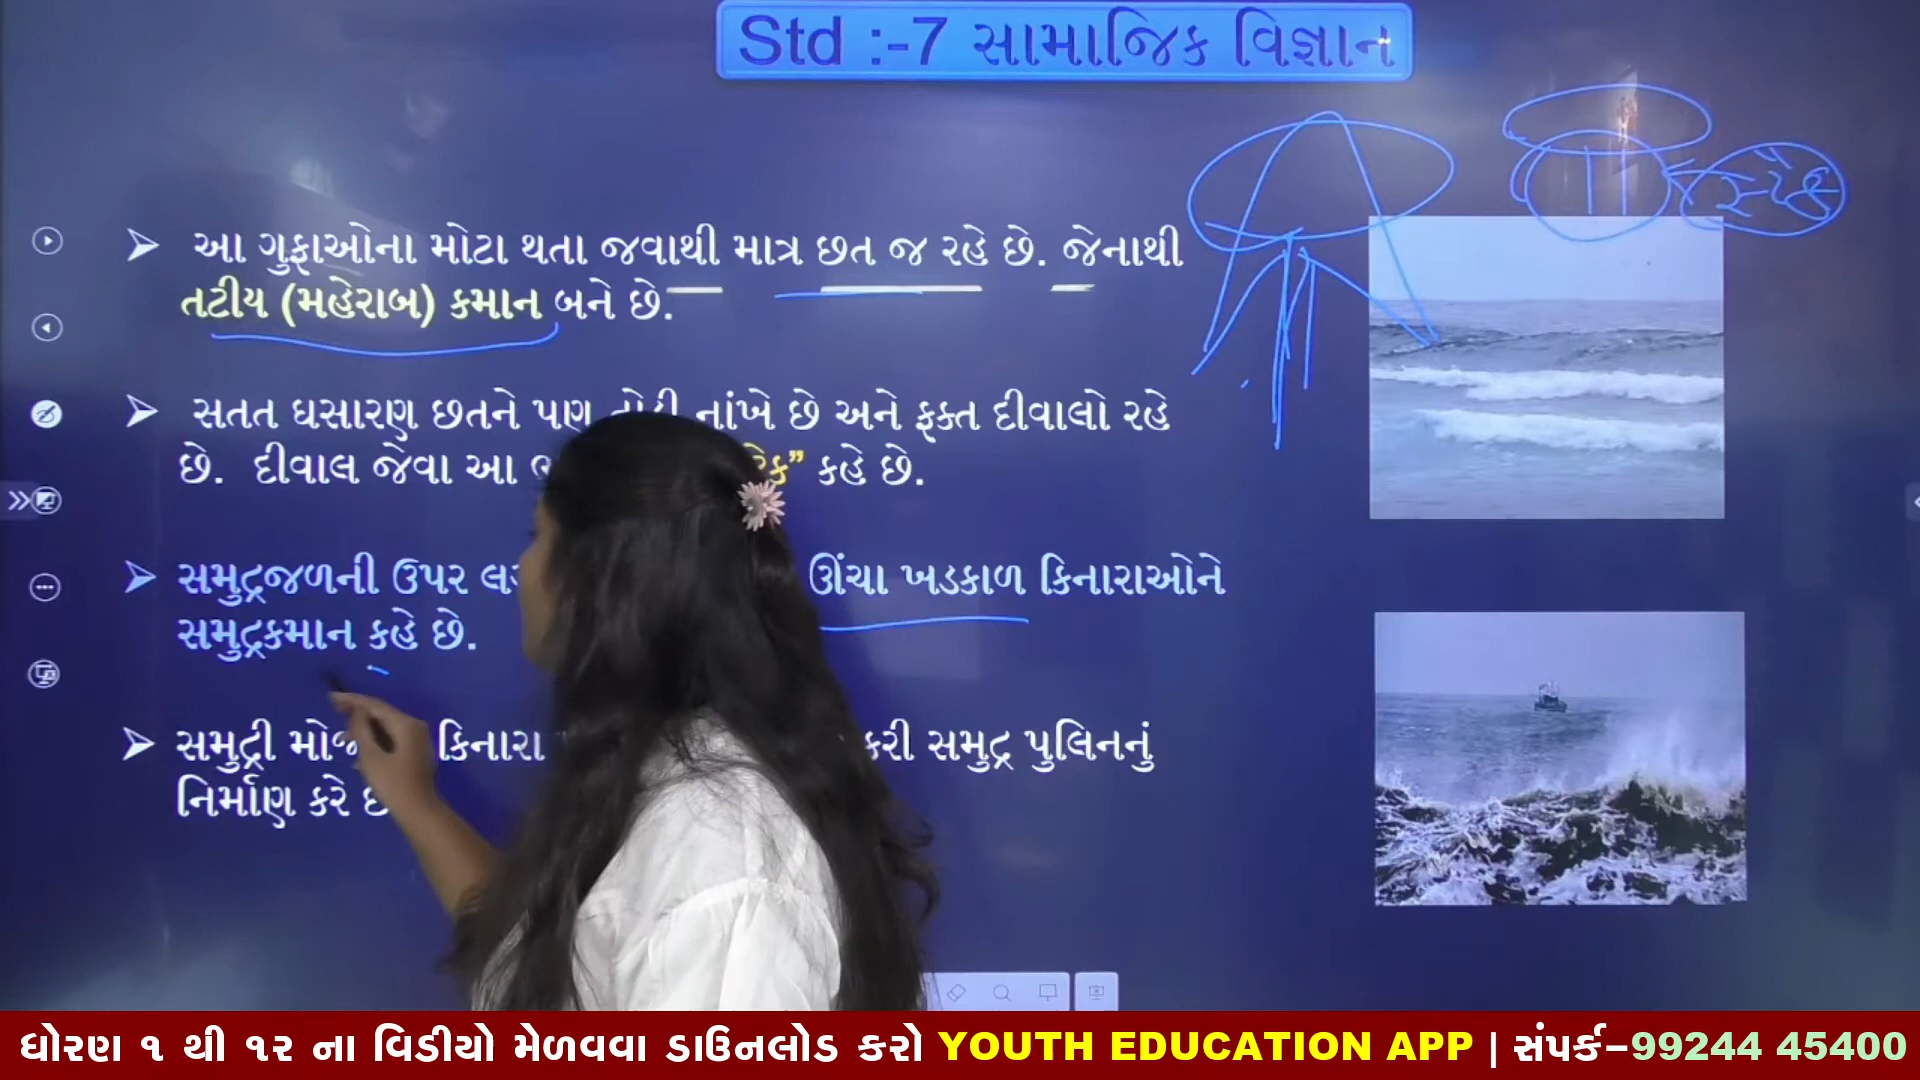 Std :-7 સામાજિક વિજ્ઞાન
આ ગુફાઓના મોટા થતા જવાથી માત્ર છત જ રહે છે. જેનાથી
તટીય (મહેરાબ) કમાન બને છે.
સતત ઘસારણ છતને પણ નાંખે છે અને ફક્ત દીવાલો રહે
છે. દીવાલ જેવા આ કહે છે.
સમુદ્રજળની ઉપર ઊંચા ખડકાળ કિનારાઓને
સમુદ્રકમાન કહે છે.
સમુદ્રી કિનારા કરી સમુદ્ર પુલિનનું
નિર્માણ કરે
સ્ટેક
ધોરણ ૧ થી ૧૨ ના વિડીયો મેળવવા ડાઉનલોડ કરો YOUTH EDUCATION APP | સંપર્ક-99244 45400